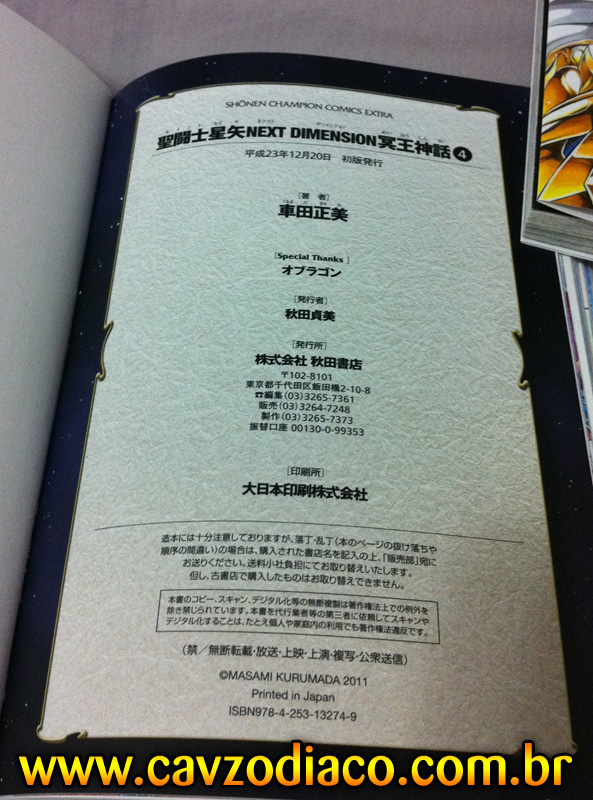 SHŌNEN CHAMPION COMICS EXTRA
聖闘士星矢NEXT DIMENSION冥王神話❹
平成23年12月20日　初版発行
［著 者］
車田正美
［Special Thanks ］
オブラゴン
［発行者］
秋田貞美
［発行所］
株式会社 秋田書店
〒102-8101
東京都千代田区飯田橋2-10-8
☎編集(03)3265-7361
販売(03)3264-7248
製作(03)3265-7373
振替口座 00130-0-99353
［印刷所］
大日本印刷株式会社
造本には十分注意しておりますが、落丁・乱丁(本のページの抜け落ちや
順序の間違い)の場合は、購入された書店名を記入の上、「販売部」宛に
お送りください。送料小社負担にてお取り替えいたします。
但し、古書店で購入したものはお取り替えできません。
本書のコピー、スキャン、デジタル化等の無断複製は著作権法上での例外を
除き禁じられています。本書を代行業者等の第三者に依頼してスキャンや
デジタル化することは、たとえ個人や家庭内の利用でも著作権法違反です。
(禁／無断転載・放送・上映・上演・複写・公衆送信)
©MASAMI KURUMADA 2011
Printed in Japan
ISBN978-4-253-13274-9
www.cavzodiaco.com.br